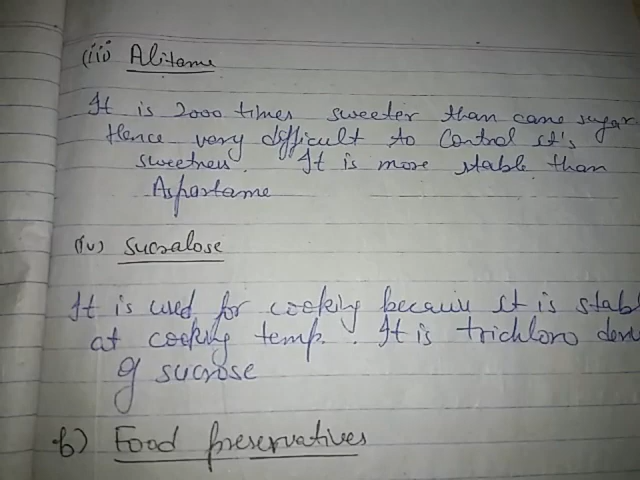 (iii) Alitame
It is 2000 times sweeter than cane sugar
Hence very difficult to control it's
sweetness. It is more stable than
Aspartame
(iv) Sucralose
It is used for cooking because it is stabl
at cooking temp. It is trichloro deri
of sucrose
b) Food preservatives